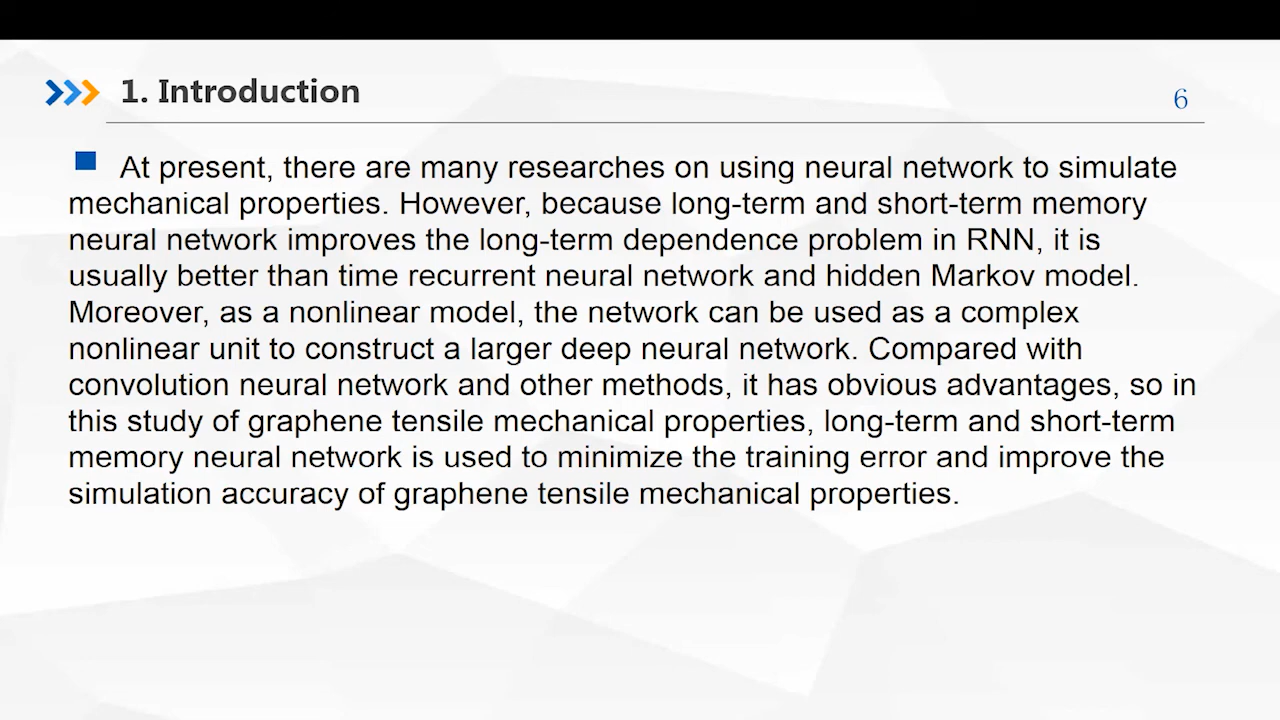 1. Introduction
6
At present, there are many researches on using neural network to simulate
mechanical properties. However, because long-term and short-term memory
neural network improves the long-term dependence problem in RNN, it is
usually better than time recurrent neural network and hidden Markov model.
Moreover, as a nonlinear model, the network can be used as a complex
nonlinear unit to construct a larger deep neural network. Compared with
convolution neural network and other methods, it has obvious advantages, so in
this study of graphene tensile mechanical properties, long-term and short-term
memory neural network is used to minimize the training error and improve the
simulation accuracy of graphene tensile mechanical properties.